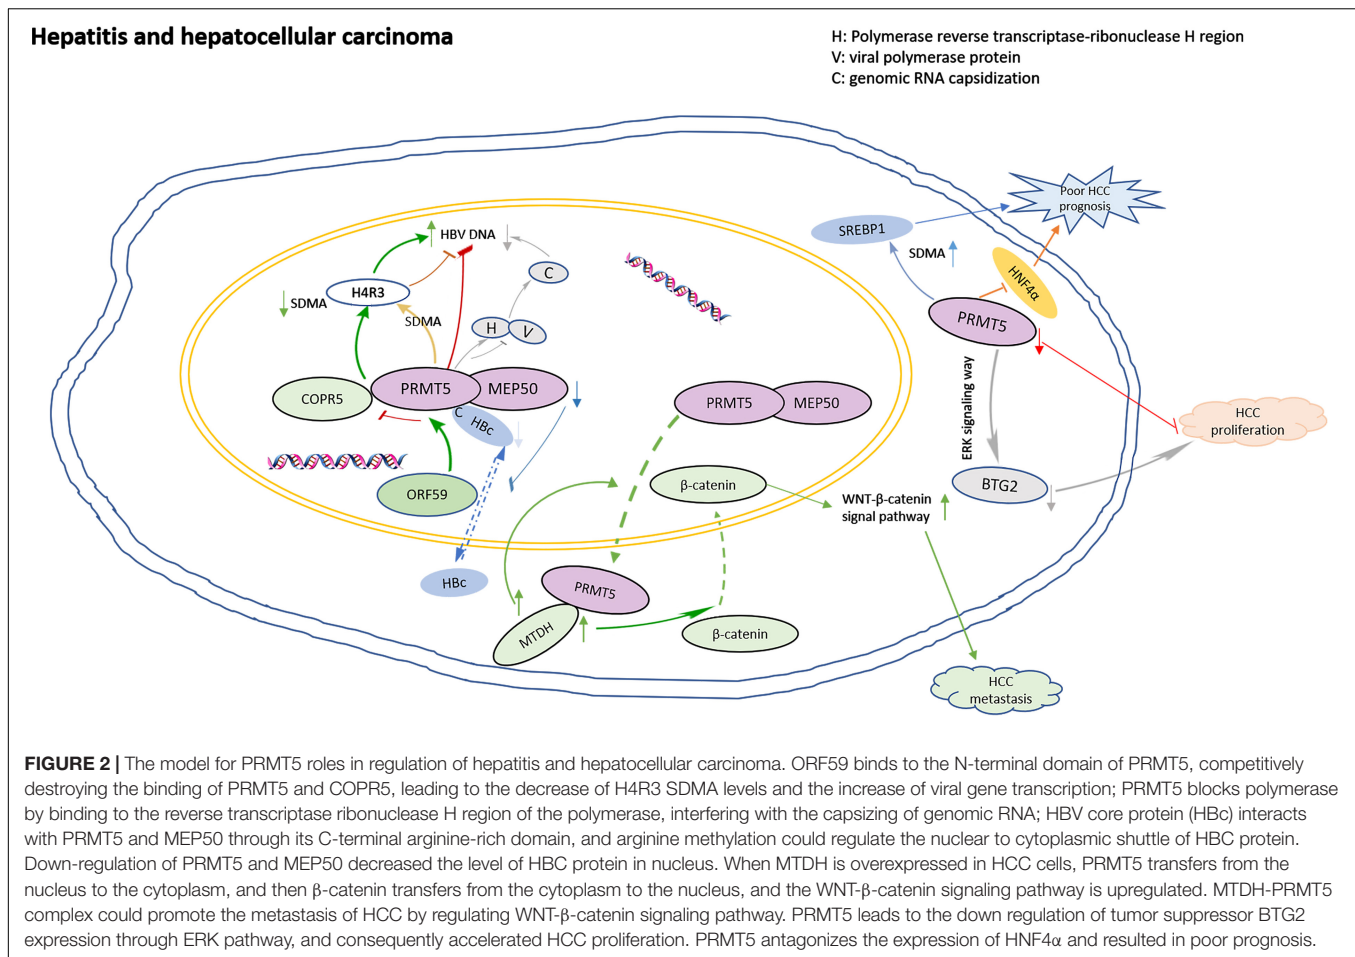 Hepatitis and hepatocellular carcinoma
H: Polymerase reverse transcriptase-ribonuclease H region
V: viral polymerase protein
C: genomic RNA capsidization
Poor HCC
prognosis
SREBP1
SDMA
HNF4α
PRMT5
HBV DNA
C
H4R3
SDMA
SDMA
H
V
COPR5
PRMT5
MEP50
C
HBc
ORF59
PRMT5
MEP50
ERK signaling way
HCC
proliferation
BTG2
β-catenin
WNT-β-catenin
signal pathway
HBc
PRMT5
MTDH
β-catenin
HCC
metastasis
FIGURE 2 | The model for PRMT5 roles in regulation of hepatitis and hepatocellular carcinoma. ORF59 binds to the N-terminal domain of PRMT5, competitively
destroying the binding of PRMT5 and COPR5, leading to the decrease of H4R3 SDMA levels and the increase of viral gene transcription; PRMT5 blocks polymerase
by binding to the reverse transcriptase ribonuclease H region of the polymerase, interfering with the capsizing of genomic RNA; HBV core protein (HBc) interacts
with PRMT5 and MEP50 through its C-terminal arginine-rich domain, and arginine methylation could regulate the nuclear to cytoplasmic shuttle of HBC protein.
Down-regulation of PRMT5 and MEP50 decreased the level of HBC protein in nucleus. When MTDH is overexpressed in HCC cells, PRMT5 transfers from the
nucleus to the cytoplasm, and then β-catenin transfers from the cytoplasm to the nucleus, and the WNT-β-catenin signaling pathway is upregulated. MTDH-PRMT5
complex could promote the metastasis of HCC by regulating WNT-β-catenin signaling pathway. PRMT5 leads to the down regulation of tumor suppressor BTG2
expression through ERK pathway, and consequently accelerated HCC proliferation. PRMT5 antagonizes the expression of HNF4α and resulted in poor prognosis.